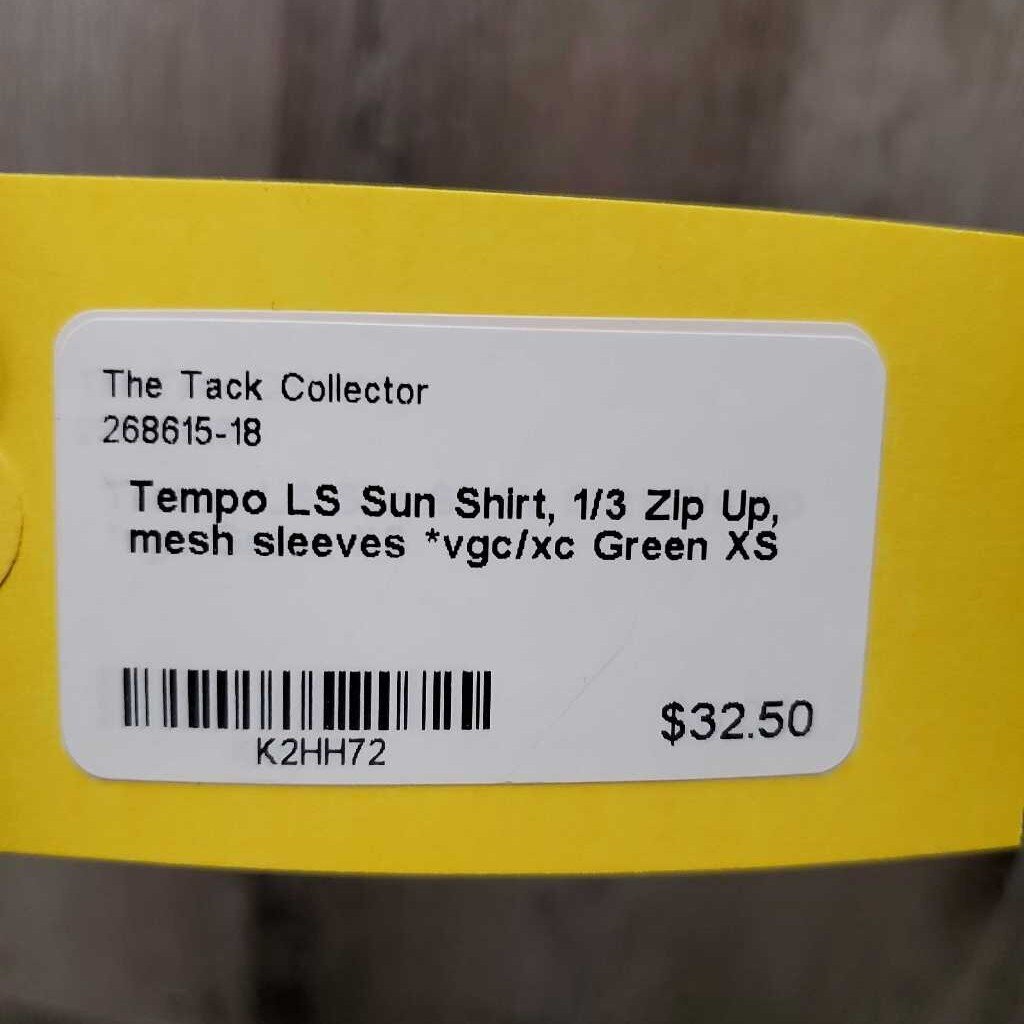 The Tack Collector
268615-18
Tempo LS Sun Shirt, 1/3 ZIp Up,
mesh sleeves *vgc/xc Green XS
K2HH72
$32.50